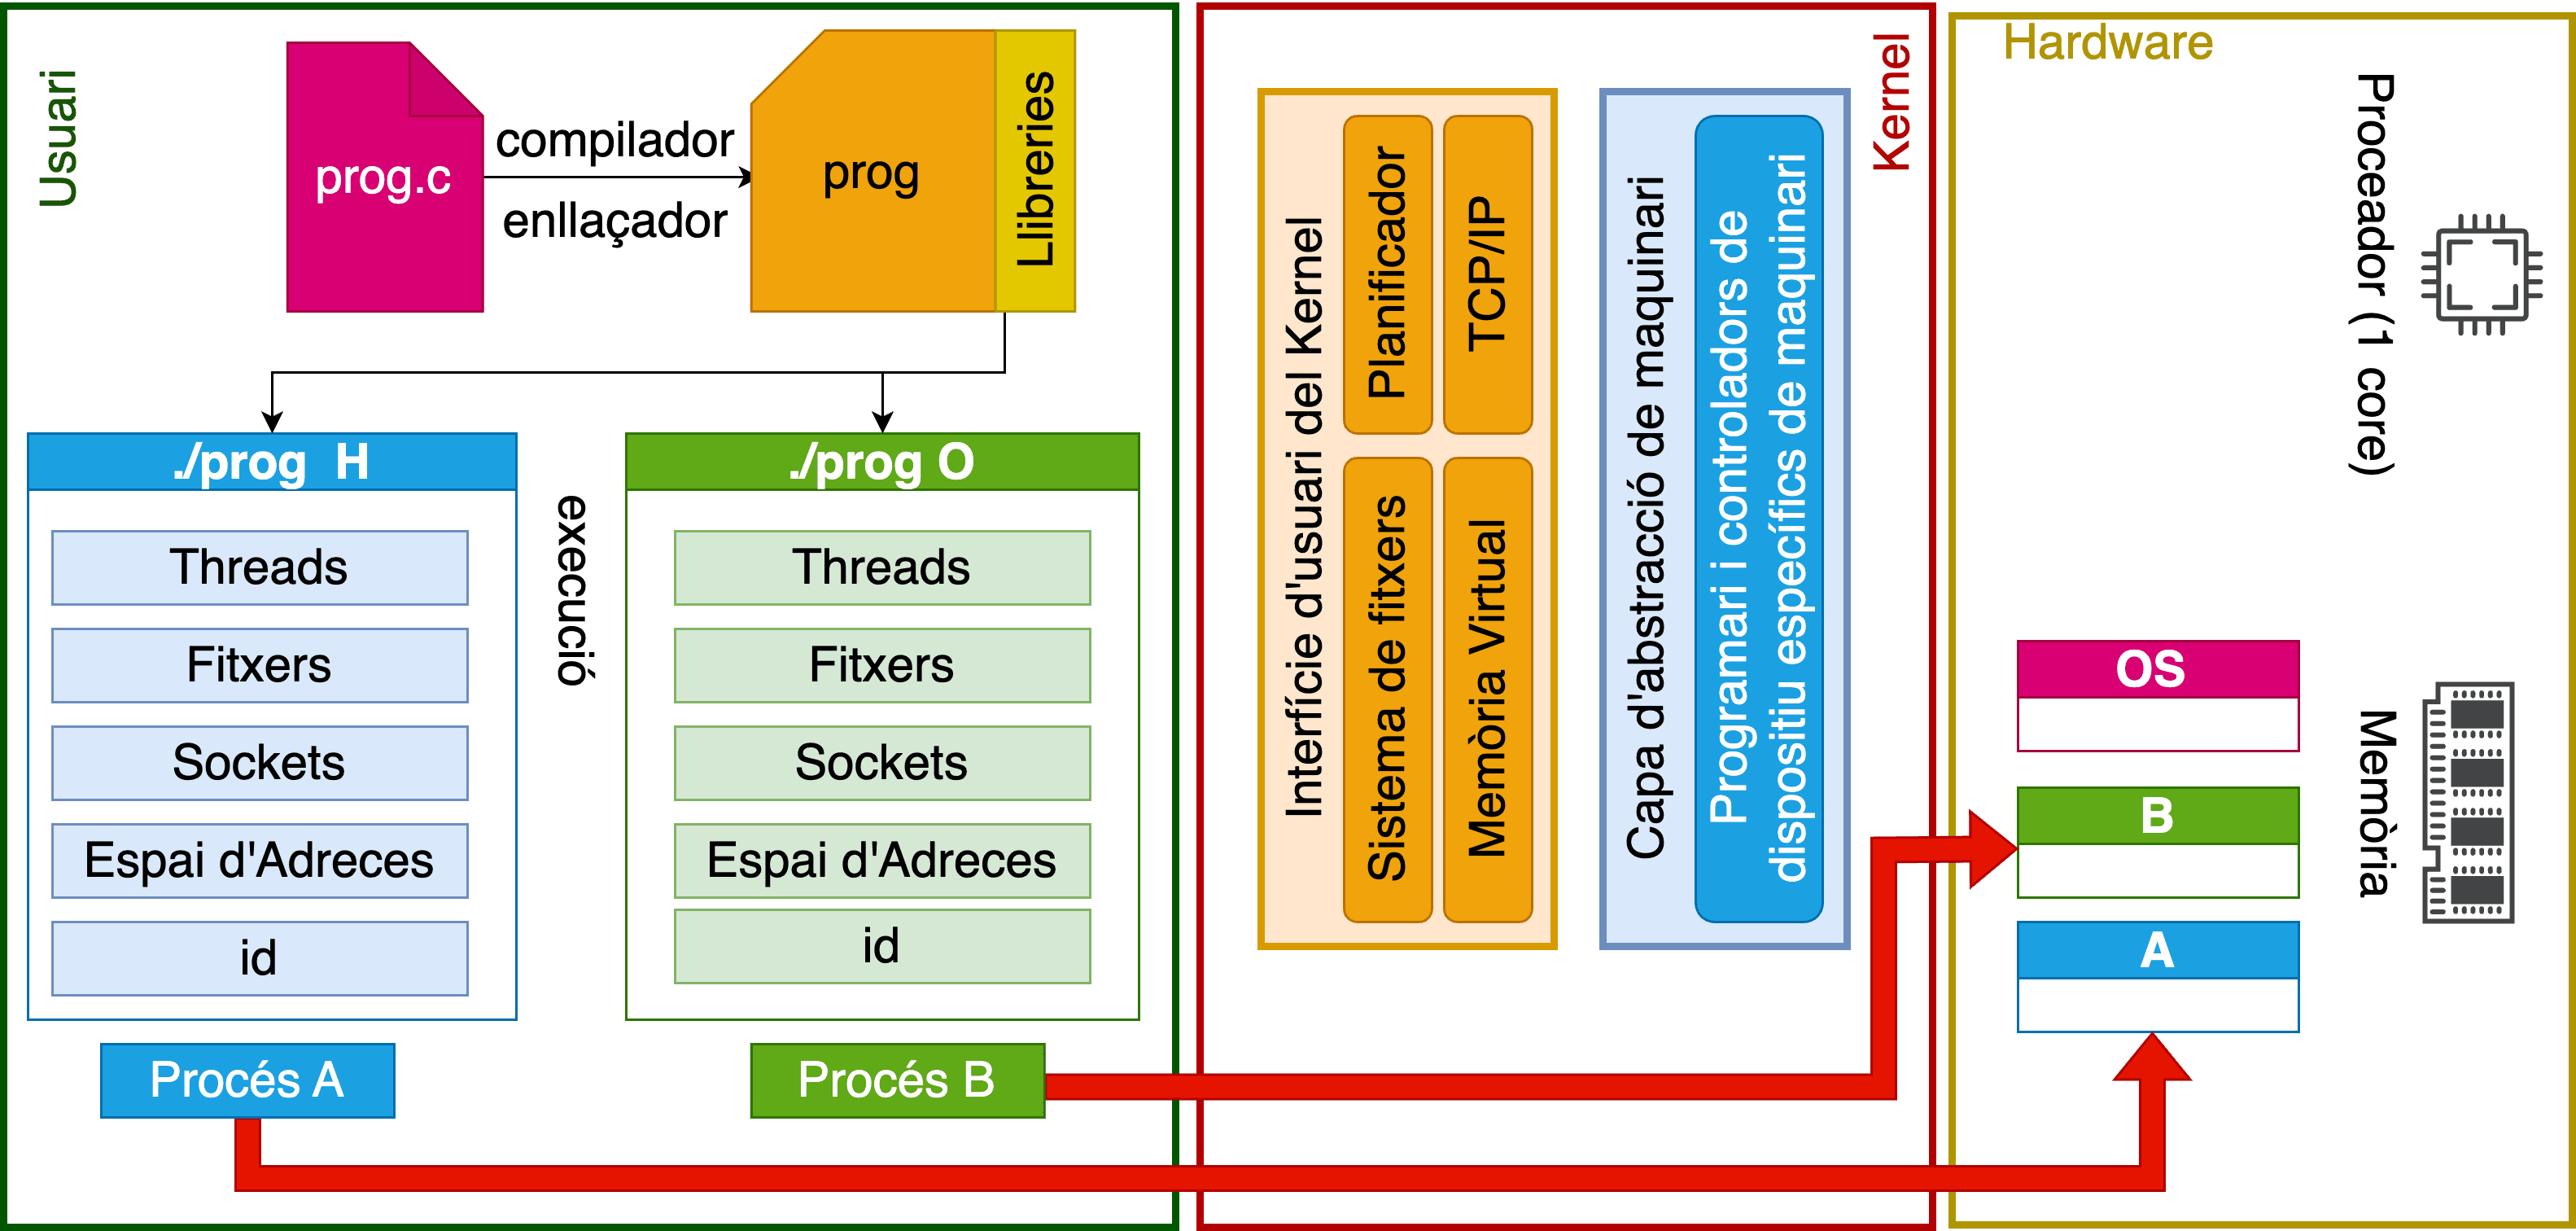 Usuari
prog.c
compilador
enllaçador
prog
Llibreries
./prog  H
Threads
Fitxers
Sockets
Espai d'Adreces
id
Procés A
execució
./prog O
Threads
Fitxers
Sockets
Espai d'Adreces
id
Procés B
Kernel
Interfície d'usuari del Kernel
Planificador
TCP/IP
Sistema de fitxers
Memòria Virtual
Capa d'abstracció de maquinari
Programari i controladors de
dispositiu específics de maquinari
Hardware
Proceador (1 core)
Memòria
OS
B
A